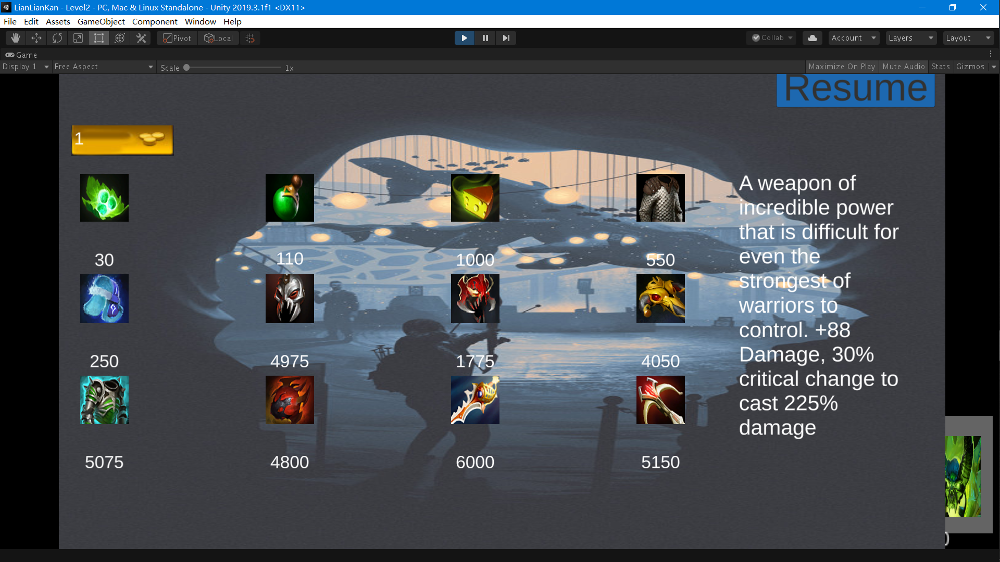 LianLianKan - Level2 - PC, Mac & Linux Standalone - Unity 2019.3.1f1 <DX11>
File Edit Assets GameObject Component Window Help
Pivot Local Collab Account Layers Layout
Game
Display 1 Free Aspect Scale 1x Maximize On Play Mute Audio Stats Gizmos
Resume
1
A weapon of
incredible power
that is difficult for
even the
strongest of
warriors to
control. +88
Damage, 30%
critical change to
cast 225%
damage
30 110 1000 550
250 4975 1775 4050
5075 4800 6000 5150